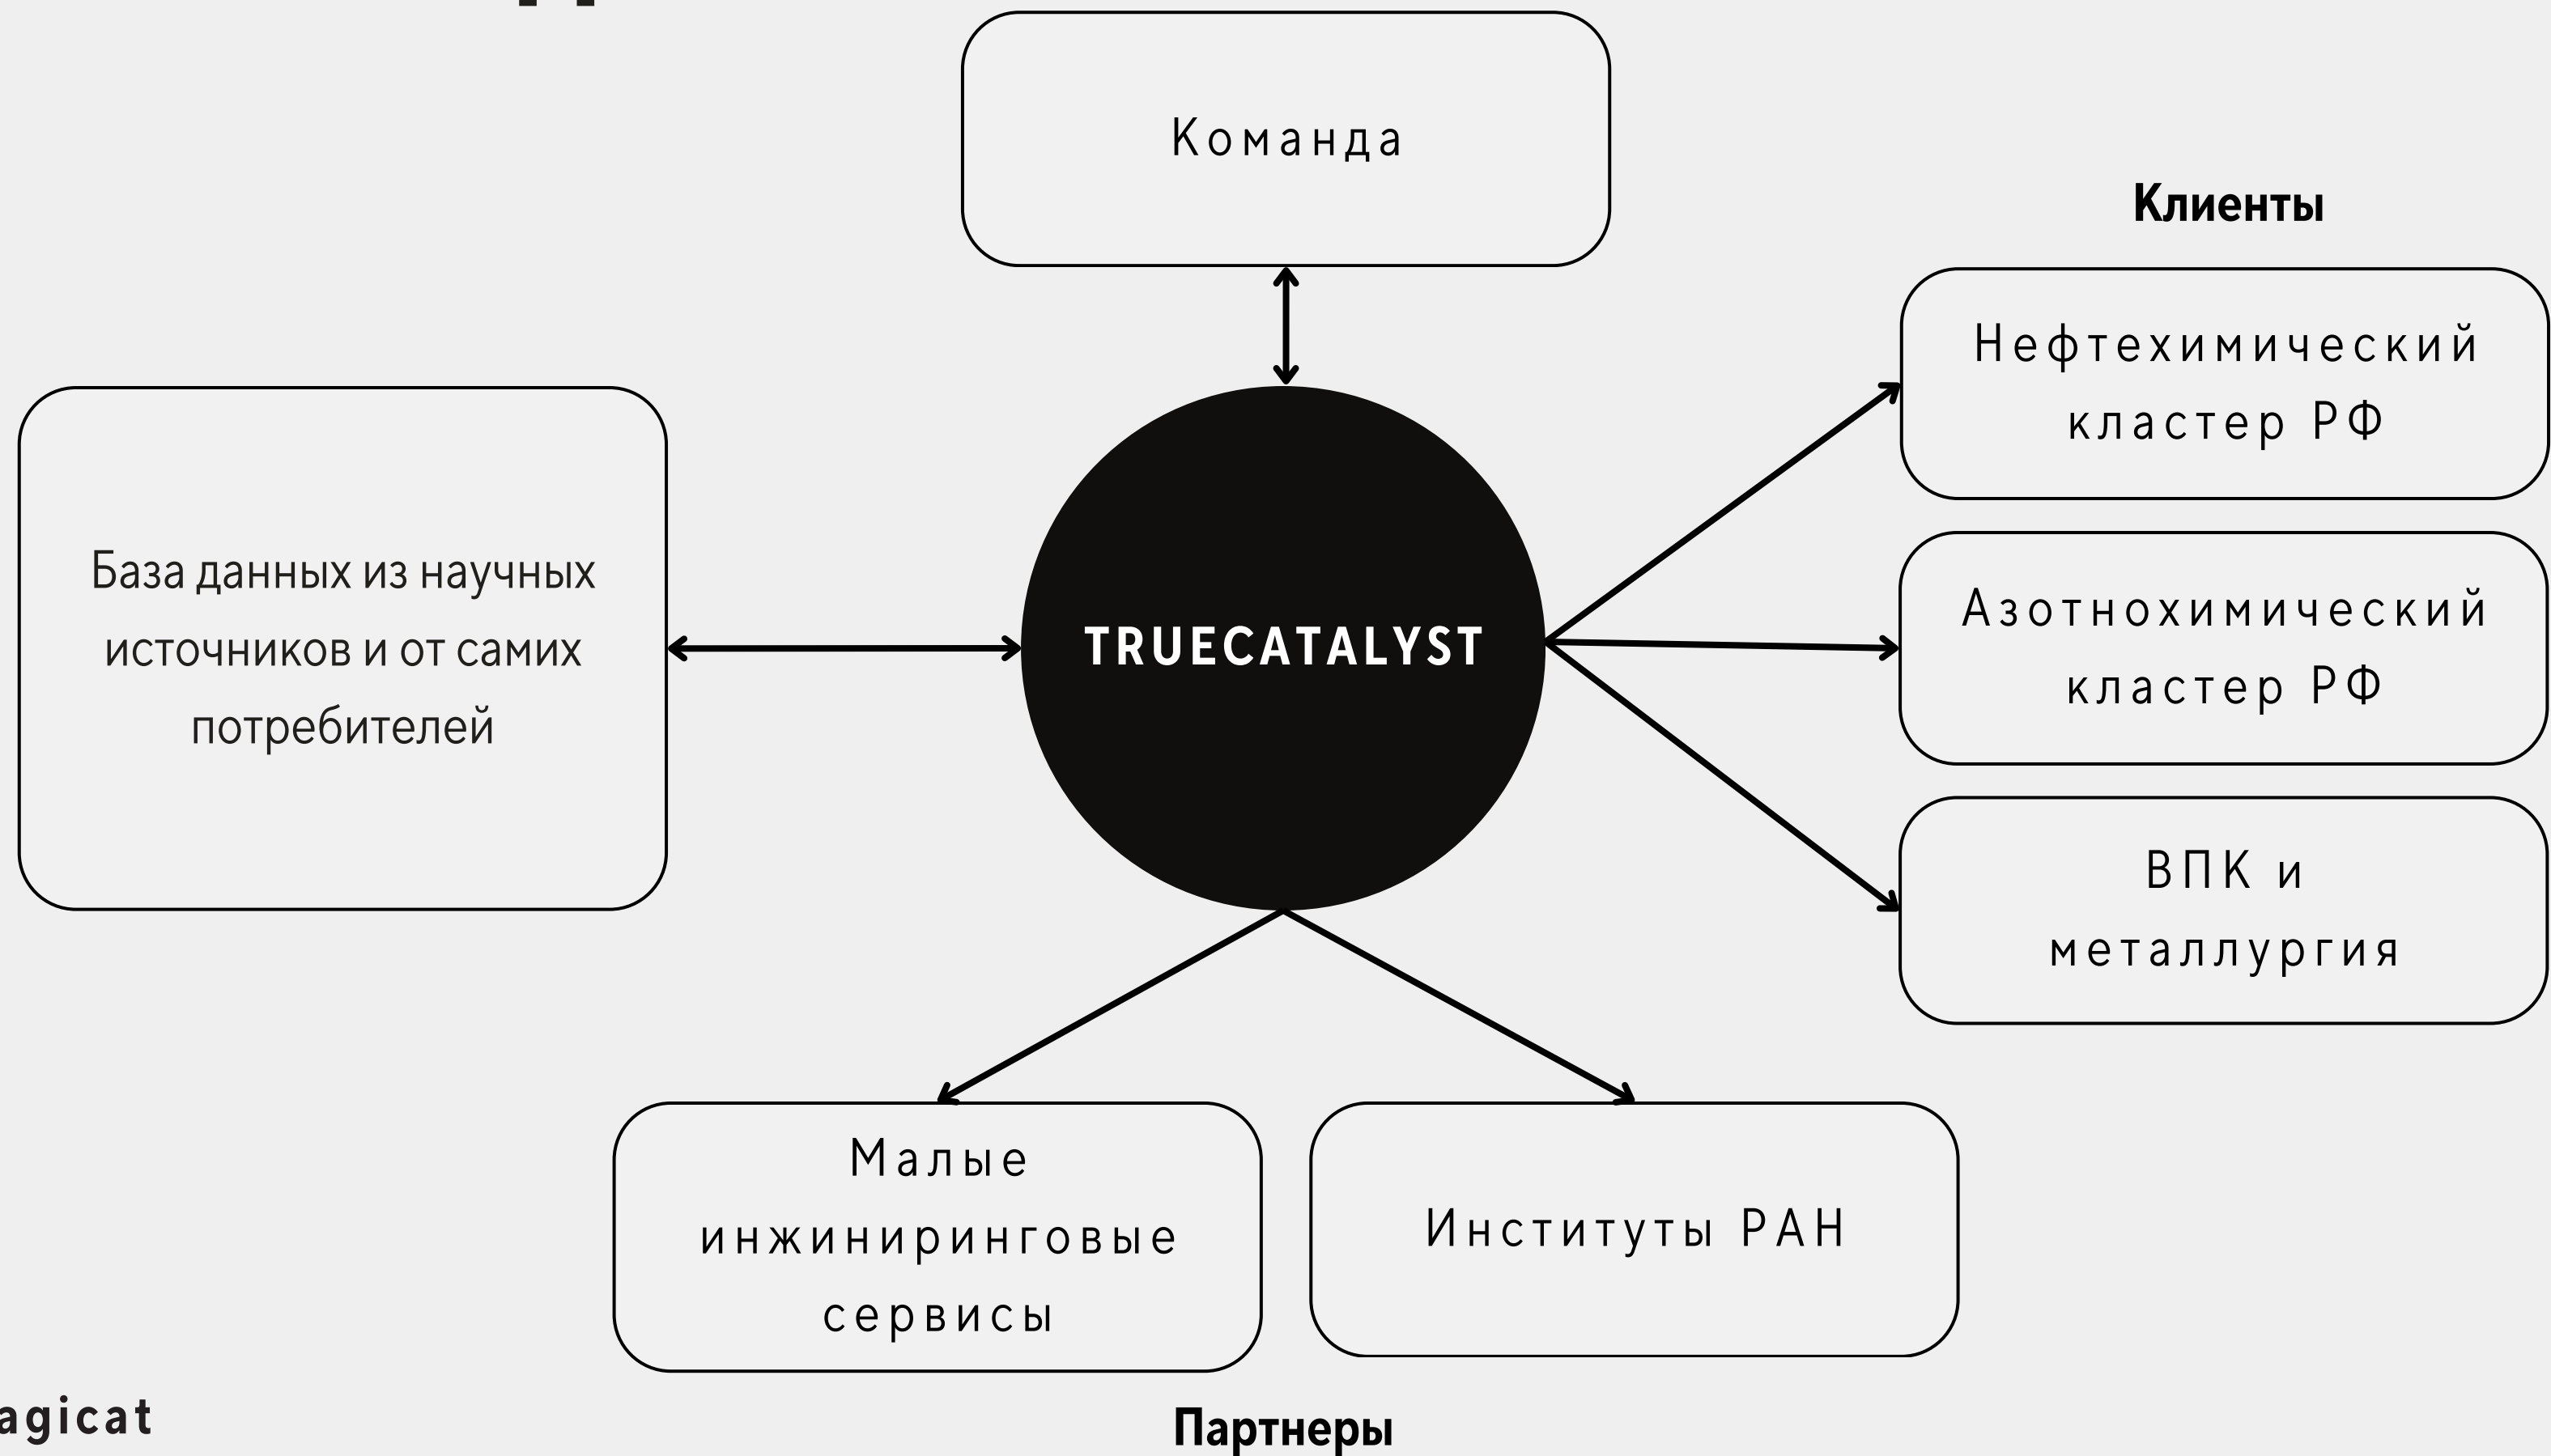 Команда
Клиенты
Нефтехимический
кластер РФ
База данных из научных
источников и от самих
потребителей
TRUECATALYST
Азотнохимический
кластер РФ
ВПК и
металлургия
Малые
инжиниринговые
сервисы
Институты РАН
agicat
Партнеры